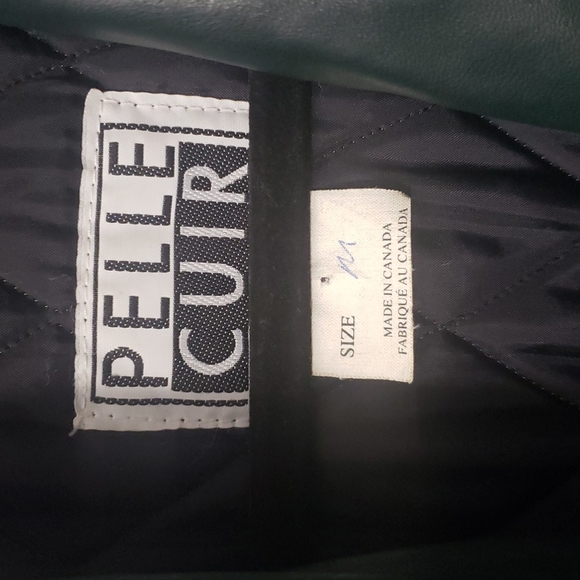 PELLE
CUIR
SIZE M
MADE IN CANADA
FABRIQUÉ AU CANADA